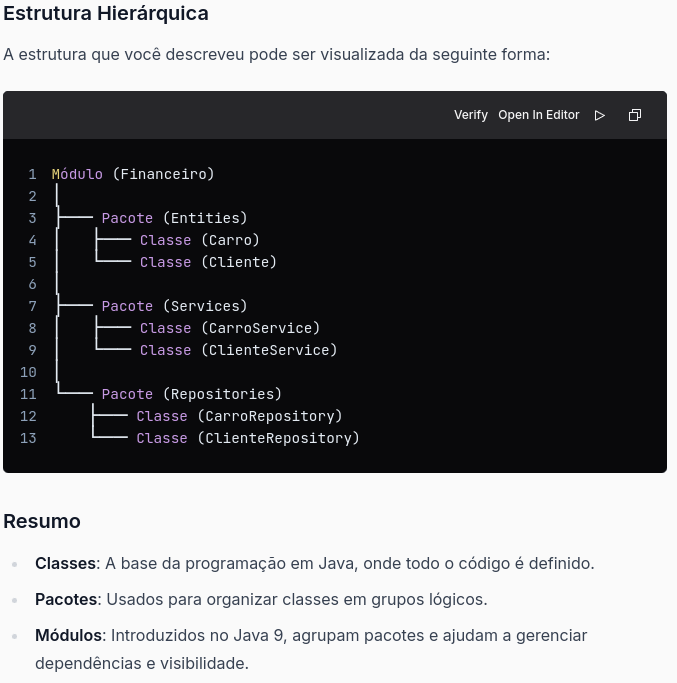 Estrutura Hierárquica
A estrutura que você descreveu pode ser visualizada da seguinte forma:
Verify Open In Editor
1 Módulo (Financeiro)
2 │
3 ├──── Pacote (Entities)
4 │    ├──── Classe (Carro)
5 │    └──── Classe (Cliente)
6 │
7 ├──── Pacote (Services)
8 │    ├──── Classe (CarroService)
9 │    └──── Classe (ClienteService)
10 │
11 └──── Pacote (Repositories)
12      ├──── Classe (CarroRepository)
13      └──── Classe (ClienteRepository)
Resumo
Classes: A base da programação em Java, onde todo o código é definido.
Pacotes: Usados para organizar classes em grupos lógicos.
Módulos: Introduzidos no Java 9, agrupam pacotes e ajudam a gerenciar
dependências e visibilidade.